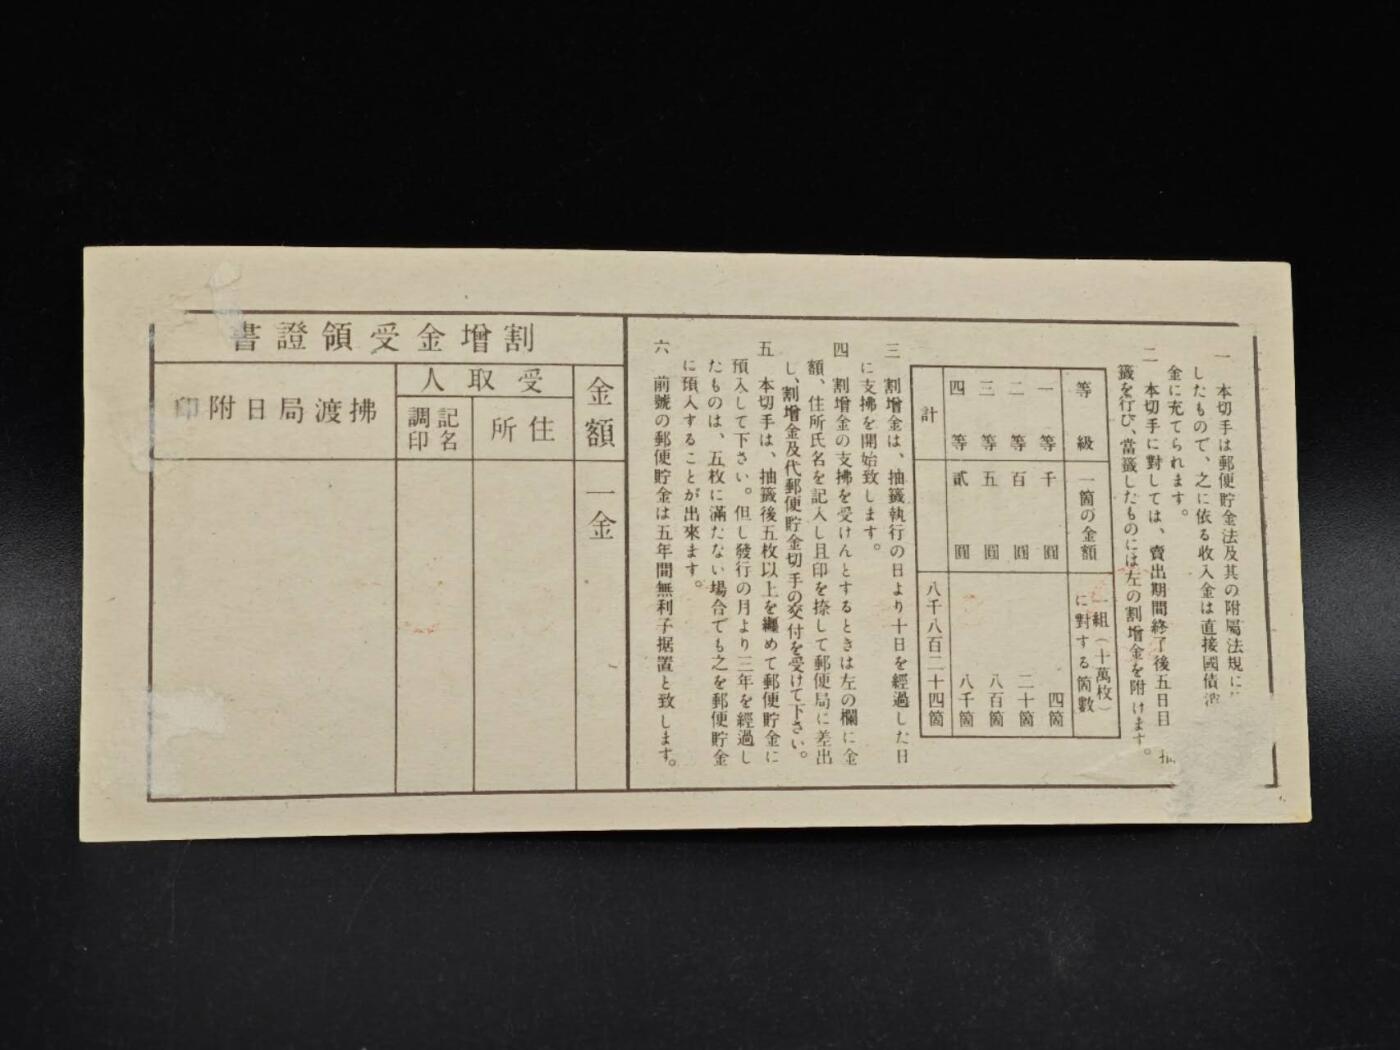 一 本切手は郵便貯金法及其の附屬法規に
したもので、之に依る收入金は直接國債消
金に充てられます。
二 本切手に對しては、賣出期間終了後五日目
籤を行び、當籤したものには左の割增金を附けます。
等級 一箇の金額 一組(十萬枚)に對する箇數
一等 千圓 四箇
二等 百圓 二十箇
三等 五圓 八百箇
四等 貳圓 八千箇
計 八千八百二十四箇
三 割增金は、抽籤執行の日より十日を經過した日
に支拂を開始致します。
四 割增金の支拂を受けんとするときは左の欄に金
額、住所氏名を記入し且印を捺して郵便局に差出
し、割增金及代郵便貯金切手の交付を受けて下さい。
五 本切手は、抽籤後五枚以上を纏めて郵便貯金に
預入して下さい。但し發行の月より三年を經過し
たものは、五枚に滿たない場合でも之を郵便貯金
に預入することが出來ます。
六 前號の郵便貯金は五年間無利子据置と致します。
割增金受領證書
金額
一金
受取人
住所
記名
調印
拂渡局日附印